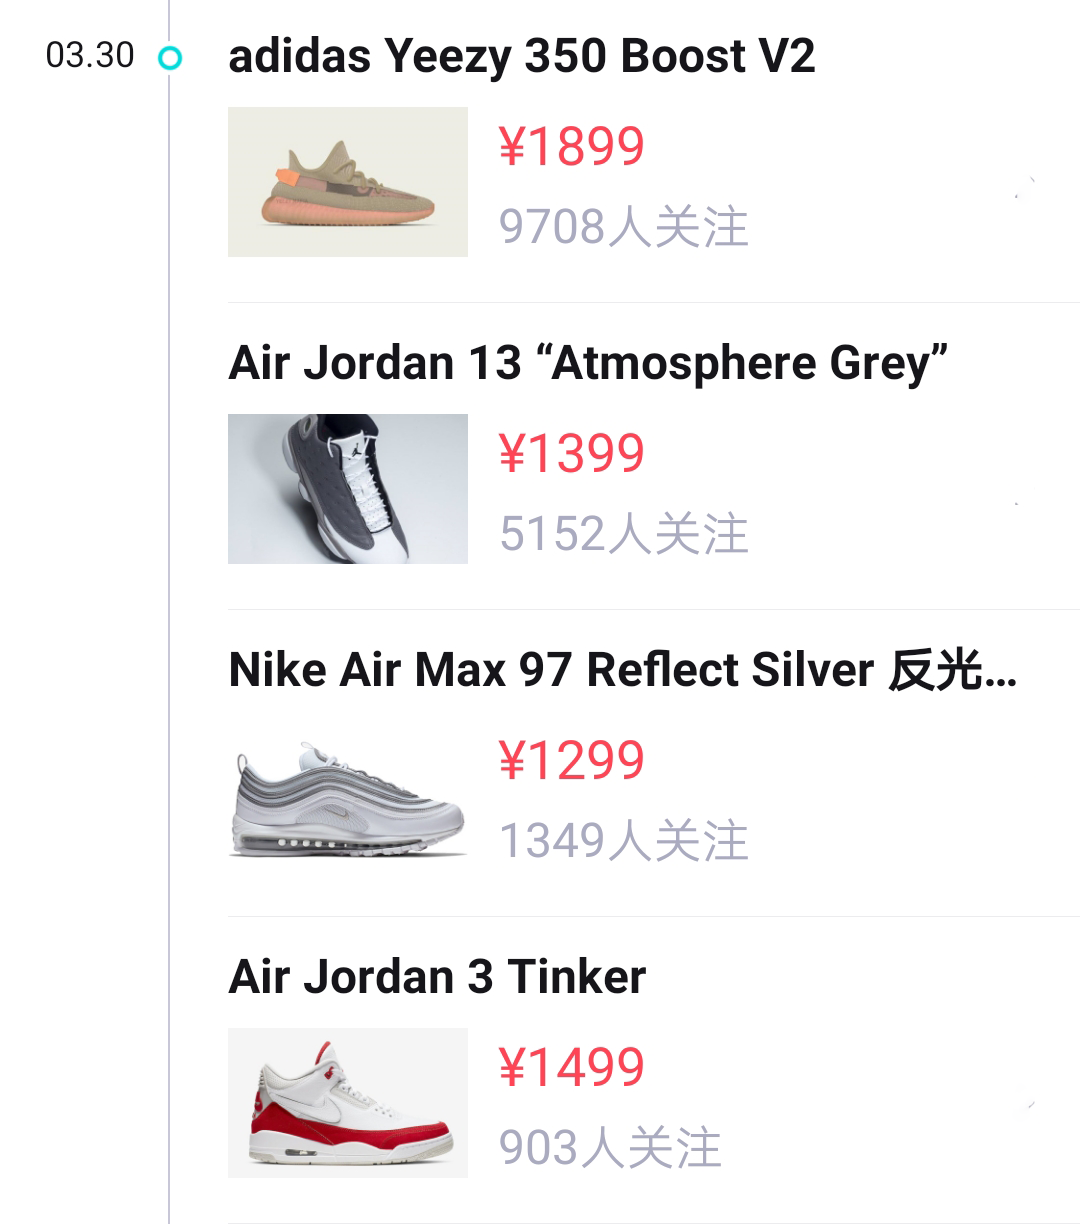 03.30
adidas Yeezy 350 Boost V2
¥1899
9708人关注
Air Jordan 13 “Atmosphere Grey”
¥1399
5152人关注
Nike Air Max 97 Reflect Silver 反光...
¥1299
1349人关注
Air Jordan 3 Tinker
¥1499
903人关注